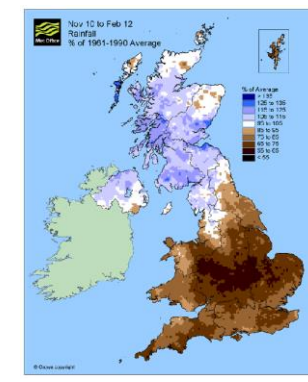 Met Office
Nov 10 to Feb 12
Rainfall
% of 1961-1990 Average
% of Average
> 135
125 to 135
115 to 125
105 to 115
95 to 105
85 to 95
75 to 85
65 to 75
55 to 65
< 55
© Crown copyright